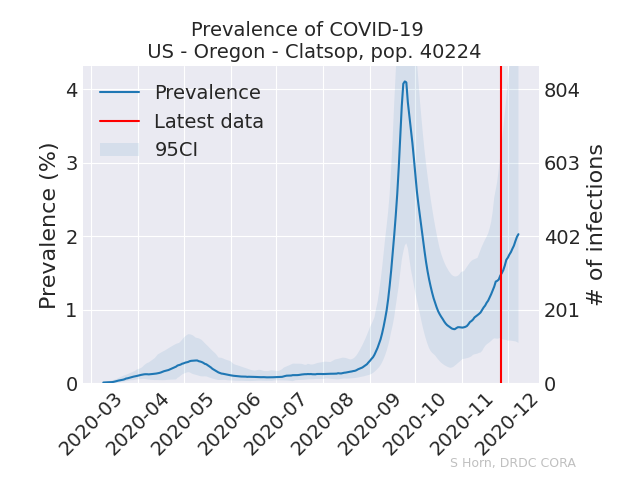 Prevalence of COVID-19
US - Oregon - Clatsop, pop. 40224
Prevalence
Latest data
95CI
Prevalence (%)
4
3
2
1
0
804
603
402
201
0
# of infections
2020-03
2020-04
2020-05
2020-06
2020-07
2020-08
2020-09
2020-10
2020-11
2020-12
S Horn, DRDC CORA